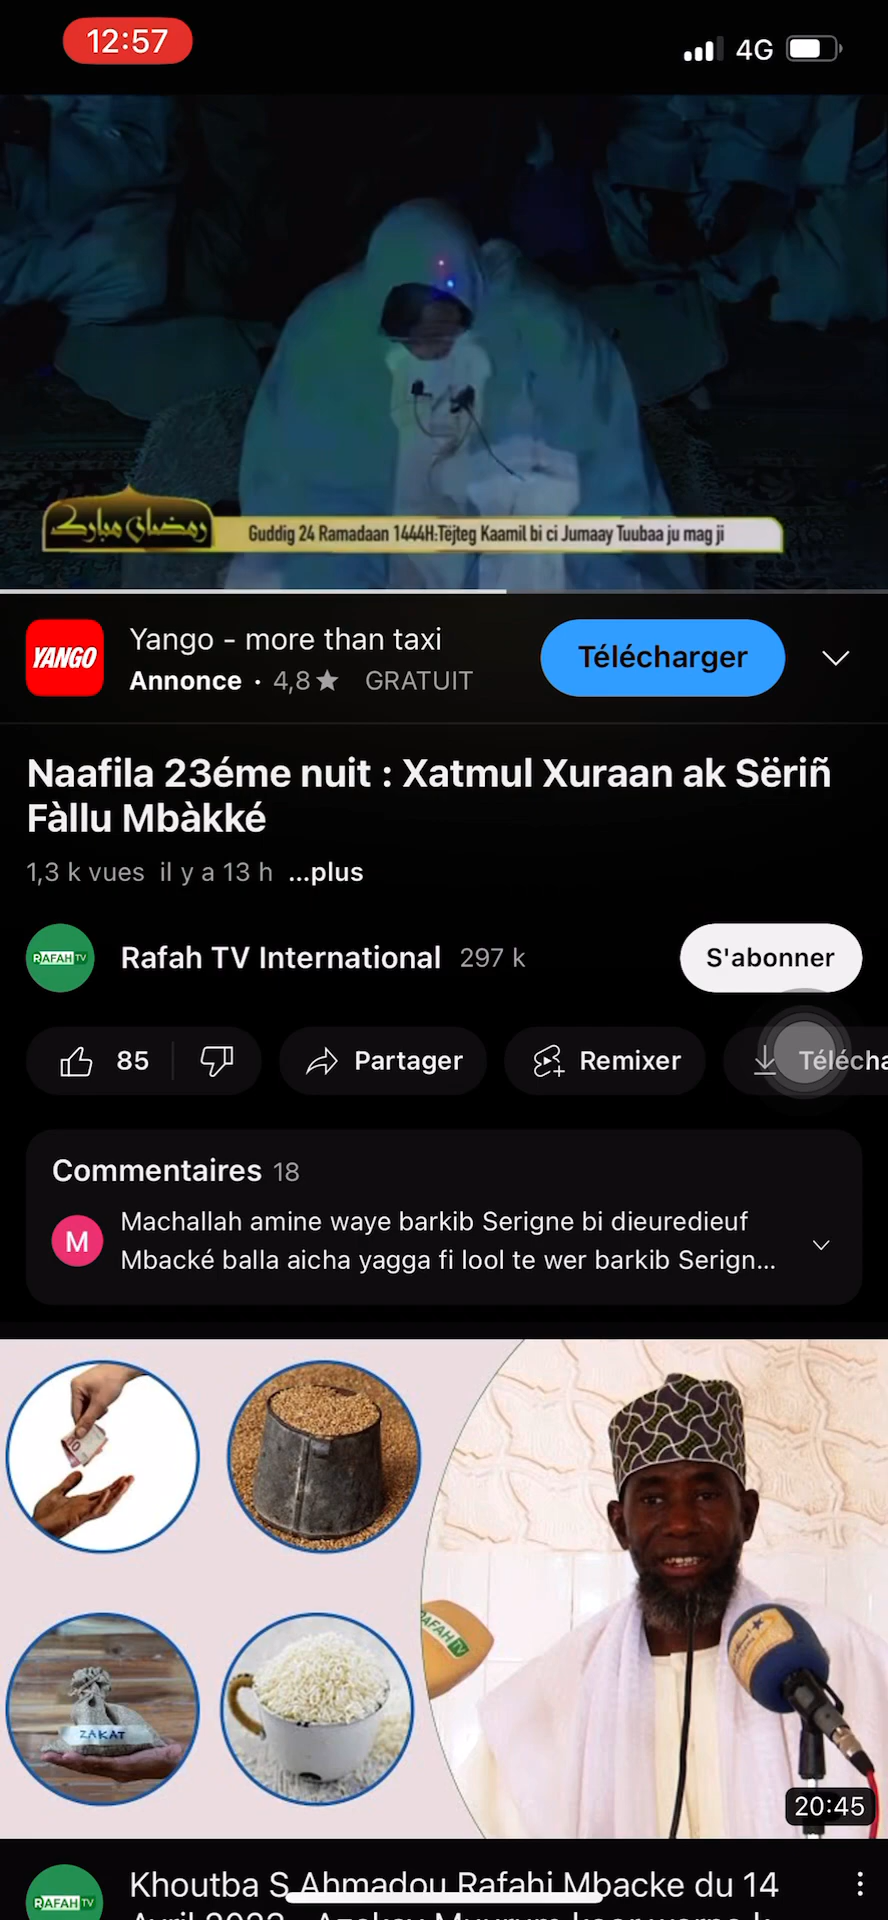 12:57
4G
رمضان مبارك
Guddig 24 Ramadaan 1444H:Tëjteg Kaamil bi ci Jumaay Tuubaa ju mag ji
YANGO
Yango - more than taxi
Télécharger
Annonce · 4,8★ GRATUIT
Naafila 23éme nuit : Xatmul Xuraan ak Sëriñ
Fàllu Mbàkké
1,3 k vues il y a 13 h ...plus
RAFAH TV
Rafah TV International 297 k
S'abonner
85
Partager
Remixer
Télécha
Commentaires 18
M
Machallah amine waye barkib Serigne bi dieuredieuf
Mbacké balla aicha yagga fi lool te wer barkib Serign...
RAFAH TV
ZAKAT
20:45
RAFAH TV
Khoutba S Ahmadou Rafahi Mbacke du 14